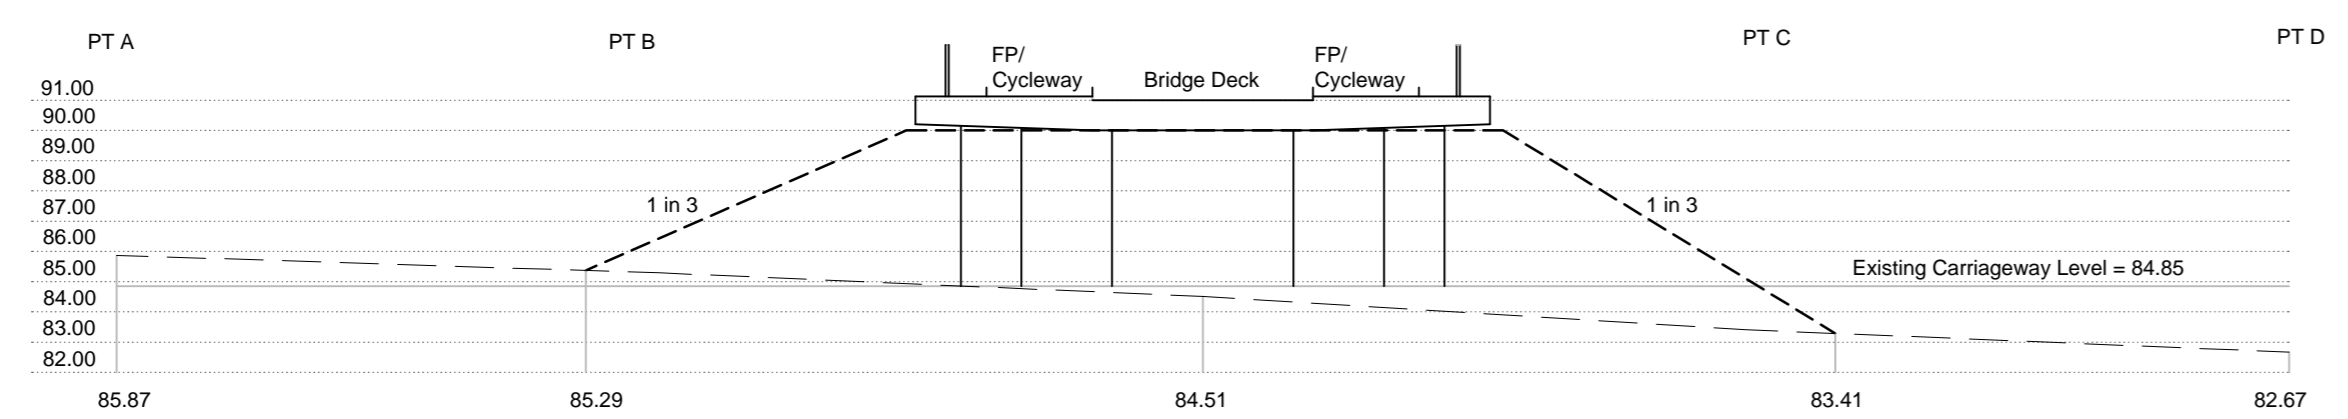 PT A
PT B
PT C
PT D
FP/
Cycleway
Bridge Deck
FP/
Cycleway
91.00
90.00
89.00
88.00
87.00
86.00
85.00
84.00
83.00
82.00
1 in 3
1 in 3
Existing Carriageway Level = 84.85
85.87
85.29
84.51
83.41
82.67